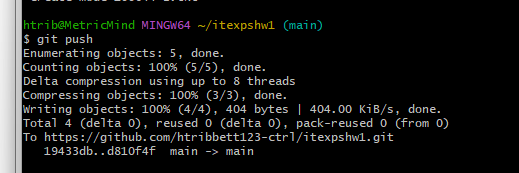 htrib@MetricMind MINGW64 ~/itexpshw1 (main)
$ git push
Enumerating objects: 5, done.
Counting objects: 100% (5/5), done.
Delta compression using up to 8 threads
Compressing objects: 100% (3/3), done.
Writing objects: 100% (4/4), 404 bytes | 404.00 KiB/s, done.
Total 4 (delta 0), reused 0 (delta 0), pack-reused 0 (from 0)
To https://github.com/htribbett123-ctrl/itexpshw1.git
   19433db..d810f4f  main -> main